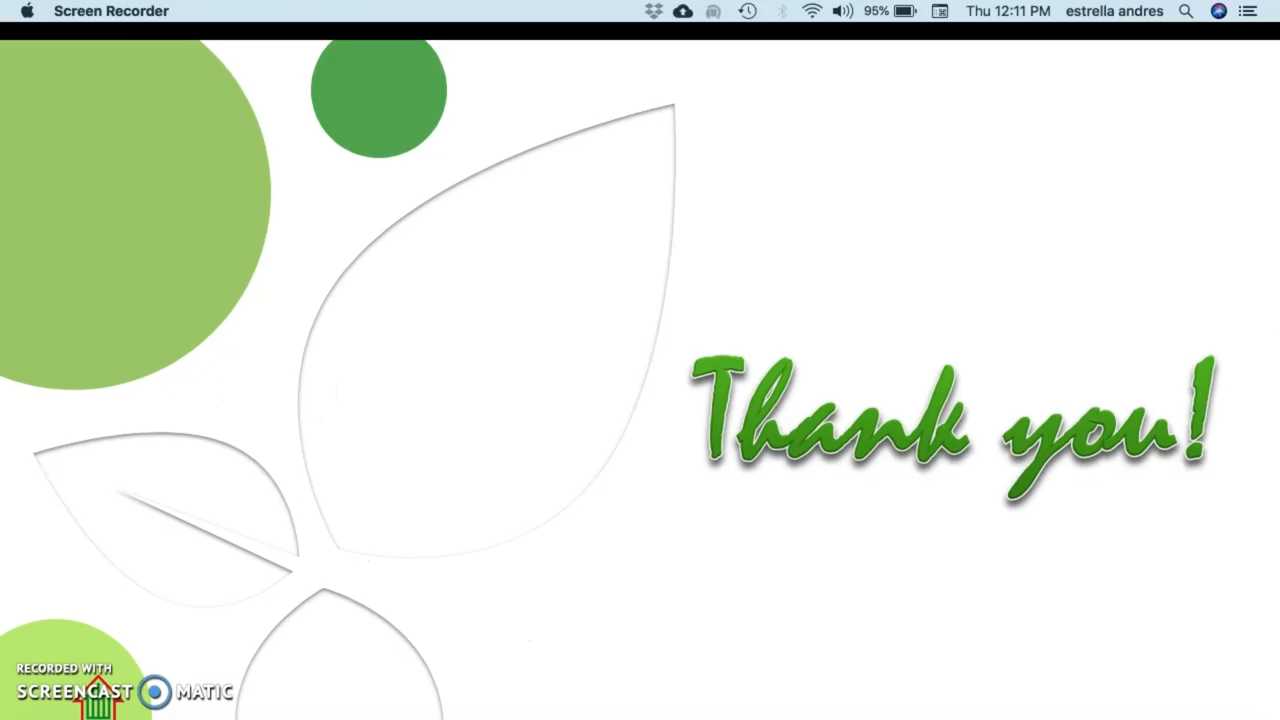 Screen Recorder 95% Thu 12:11 PM estrella andres
Thank you!
RECORDED WITH
SCREENCAST MATIC